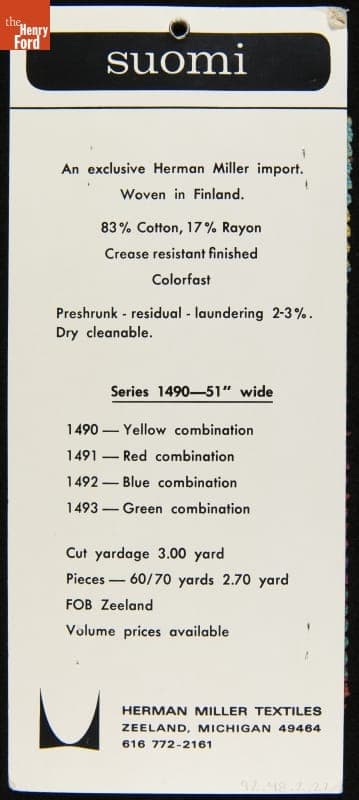 the
Henry
Ford
suomi
An exclusive Herman Miller import.
Woven in Finland.
83% Cotton, 17% Rayon
Crease resistant finished
Colorfast
Preshrunk - residual - laundering 2-3%.
Dry cleanable.
Series 1490—51" wide
1490 — Yellow combination
1491 — Red combination
1492 — Blue combination
1493 — Green combination
Cut yardage 3.00 yard
Pieces — 60/70 yards 2.70 yard
FOB Zeeland
Volume prices available
HERMAN MILLER TEXTILES
ZEELAND, MICHIGAN 49464
616 772-2161